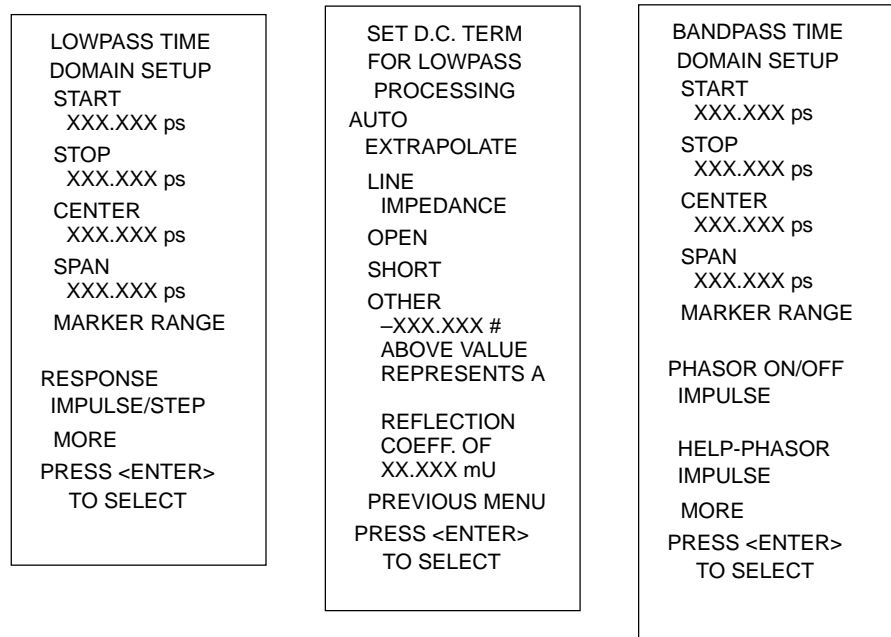 LOWPASS TIME
DOMAIN SETUP
START
XXX.XXX ps
STOP
XXX.XXX ps
CENTER
XXX.XXX ps
SPAN
XXX.XXX ps
MARKER RANGE
RESPONSE
IMPULSE/STEP
MORE
PRESS <ENTER>
TO SELECT
SET D.C. TERM
FOR LOWPASS
PROCESSING
AUTO
EXTRAPOLATE
LINE
IMPEDANCE
OPEN
SHORT
OTHER
–XXX.XXX #
ABOVE VALUE
REPRESENTS A
REFLECTION
COEFF. OF
XX.XXX mU
PREVIOUS MENU
PRESS <ENTER>
TO SELECT
BANDPASS TIME
DOMAIN SETUP
START
XXX.XXX ps
STOP
XXX.XXX ps
CENTER
XXX.XXX ps
SPAN
XXX.XXX ps
MARKER RANGE
PHASOR ON/OFF
IMPULSE
HELP-PHASOR
IMPULSE
MORE
PRESS <ENTER>
TO SELECT